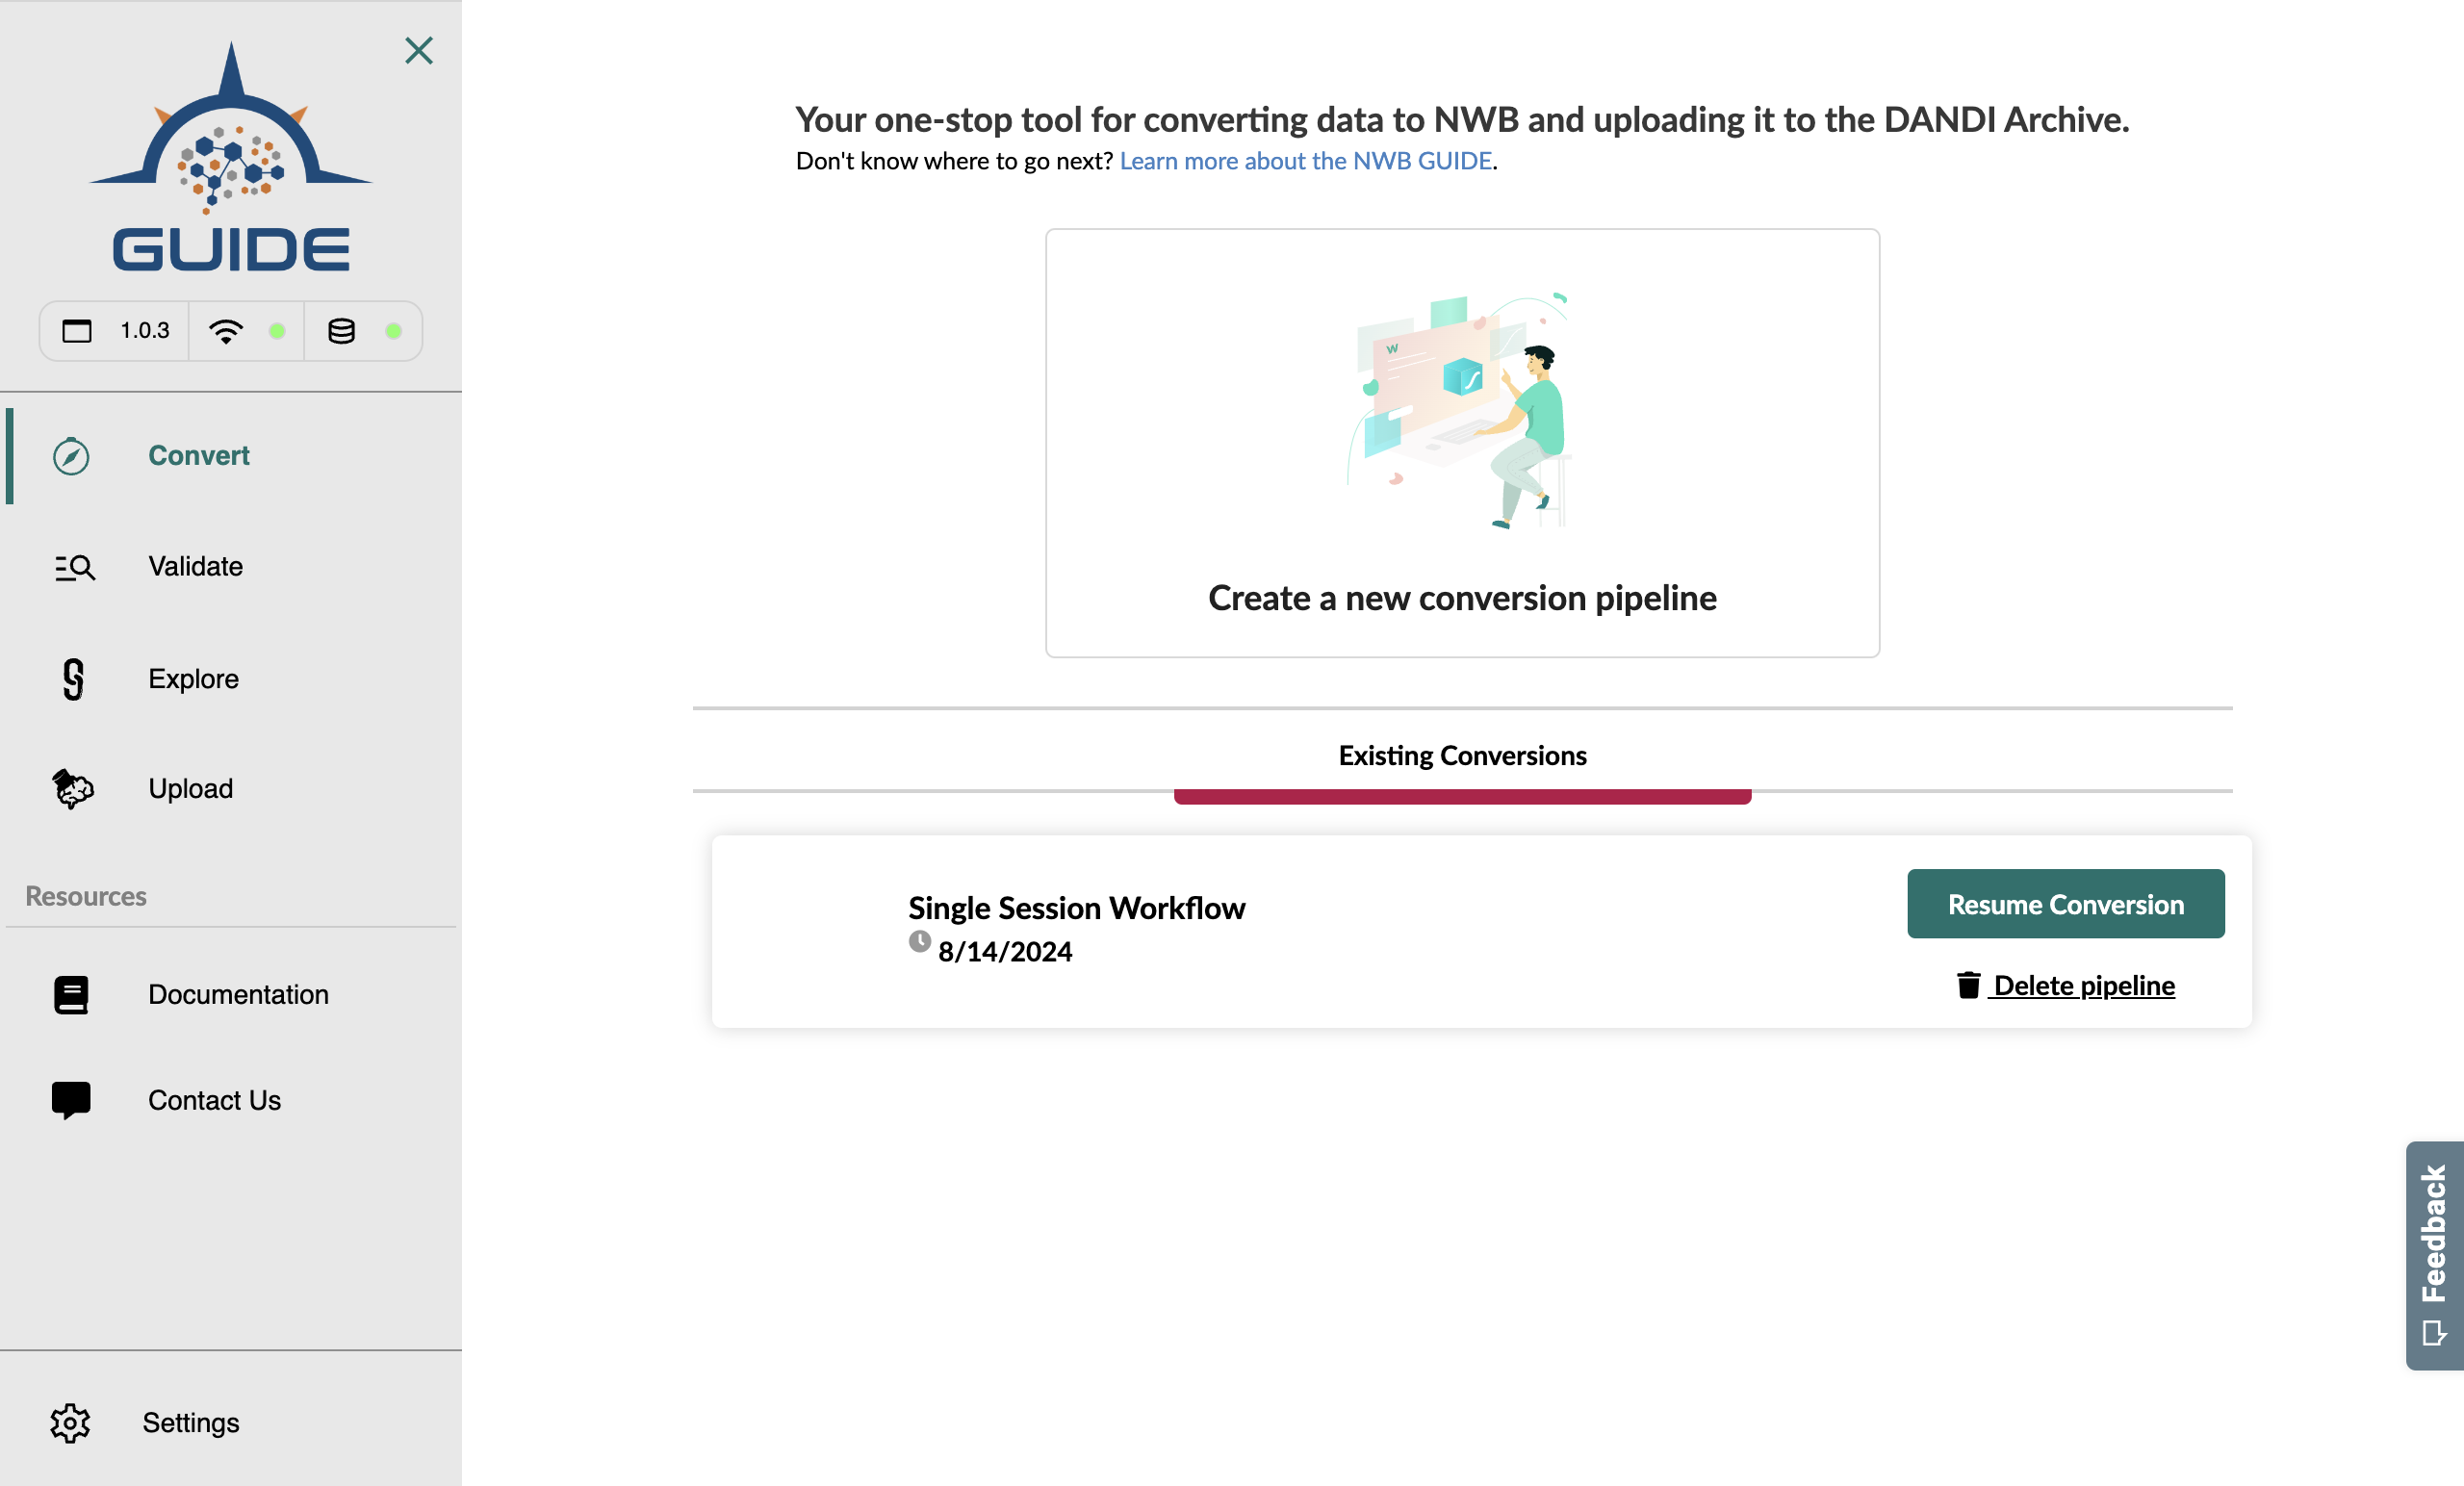 GUIDE
1.0.3
Convert
Validate
Explore
Upload
Resources
Documentation
Contact Us
Settings
Your one-stop tool for converting data to NWB and uploading it to the DANDI Archive.
Don't know where to go next? Learn more about the NWB GUIDE.
W
Create a new conversion pipeline
Existing Conversions
Single Session Workflow
8/14/2024
Resume Conversion
Delete pipeline
Feedback